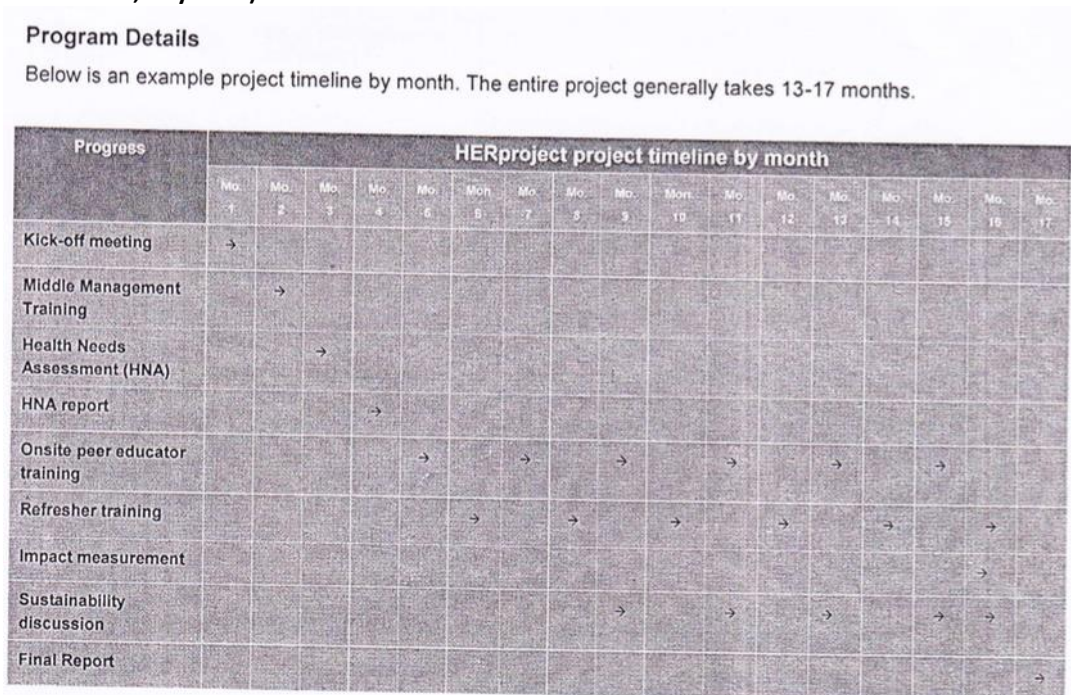 Program Details
Below is an example project timeline by month. The entire project generally takes 13-17 months.
Progress
HERproject project timeline by month
Mo. 1 Mo. 2 Mo. 3 Mo. 4 Mo. 5 Mon 6 Mo. 7 Mo. 8 Mo. 9 Mon. 10 Mo. 11 Mo. 12 Mo. 13 Mo. 14 Mo. 15 Mo. 16 Mo. 17
Kick-off meeting →
Middle Management →
Training
Health Needs →
Assessment (HNA)
HNA report →
Onsite peer educator → → → → → →
training
Refresher training → → → → → →
Impact measurement →
Sustainability → → → → →
discussion
Final Report →